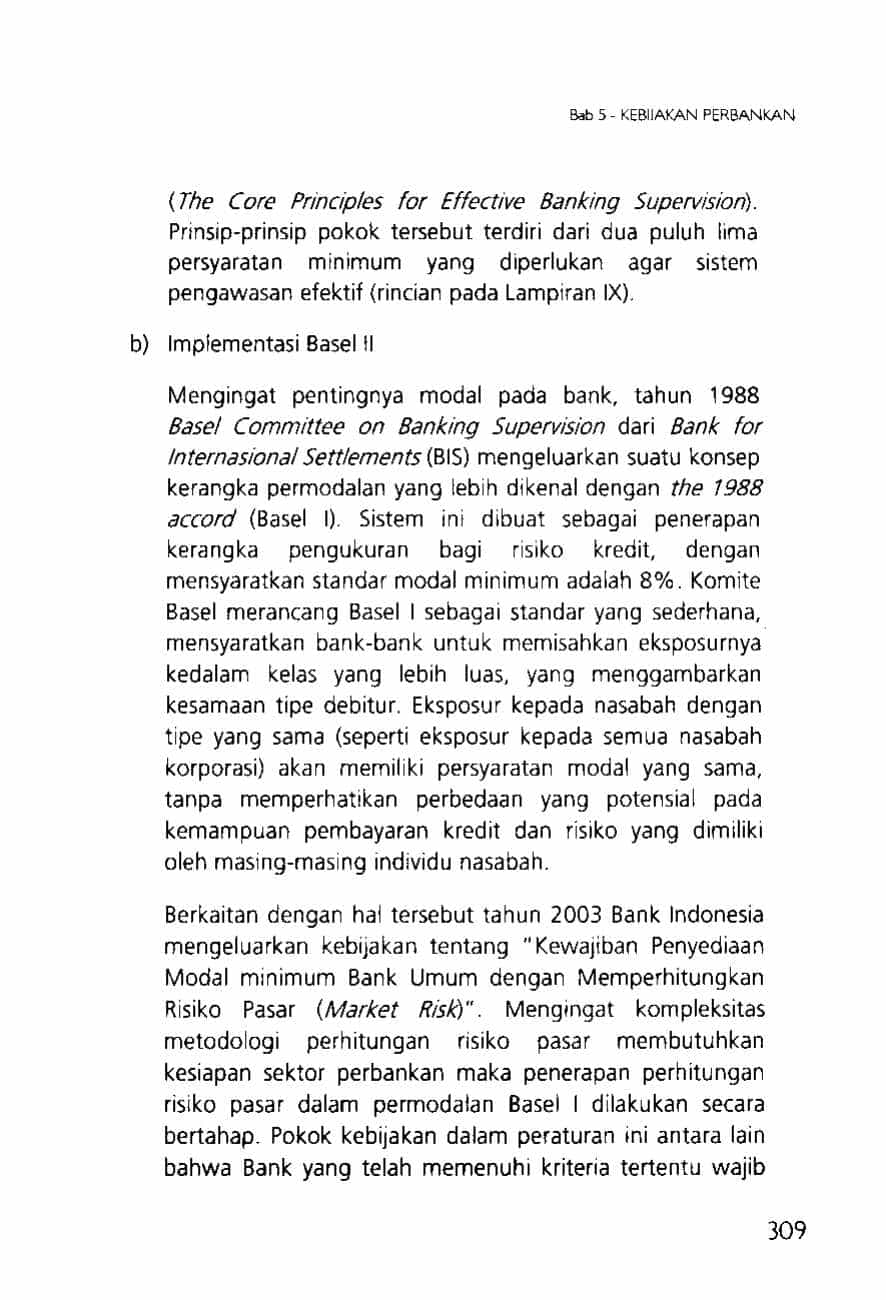 Bab 5 - KEBIJAKAN PERBANKAN
(The Core Principles for Effective Banking Supervision).
Prinsip-prinsip pokok tersebut terdiri dari dua puluh lima
persyaratan minimum yang diperlukan agar sistem
pengawasan efektif (rincian pada Lampiran IX).
b) Implementasi Basel II
Mengingat pentingnya modal pada bank, tahun 1988
Basel Committee on Banking Supervision dari Bank for
Internasional Settlements (BIS) mengeluarkan suatu konsep
kerangka permodalan yang lebih dikenal dengan the 1988
accord (Basel I). Sistem ini dibuat sebagai penerapan
kerangka pengukuran bagi risiko kredit, dengan
mensyaratkan standar modal minimum adalah 8%. Komite
Basel merancang Basel I sebagai standar yang sederhana,
mensyaratkan bank-bank untuk memisahkan eksposurnya
kedalam kelas yang lebih luas, yang menggambarkan
kesamaan tipe debitur. Eksposur kepada nasabah dengan
tipe yang sama (seperti eksposur kepada semua nasabah
korporasi) akan memiliki persyaratan modal yang sama,
tanpa memperhatikan perbedaan yang potensial pada
kemampuan pembayaran kredit dan risiko yang dimiliki
oleh masing-masing individu nasabah.
Berkaitan dengan hal tersebut tahun 2003 Bank Indonesia
mengeluarkan kebijakan tentang "Kewajiban Penyediaan
Modal minimum Bank Umum dengan Memperhitungkan
Risiko Pasar (Market Risk)". Mengingat kompleksitas
metodologi perhitungan risiko pasar membutuhkan
kesiapan sektor perbankan maka penerapan perhitungan
risiko pasar dalam permodalan Basel I dilakukan secara
bertahap. Pokok kebijakan dalam peraturan ini antara lain
bahwa Bank yang telah memenuhi kriteria tertentu wajib
309